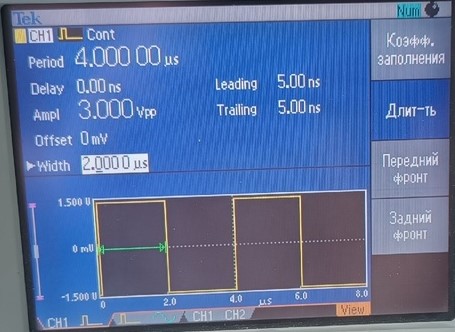 Tek
Num
CH1 Cont
Period 4.000 00 µs
Delay 0.00 ns
Leading 5.00 ns
Ampl 3.000 Vpp
Trailing 5.00 ns
Offset 0 mV
Width 2.0000 µs
Коэфф.
заполнения
Длит-ть
Передний
фронт
Задний
фронт
1.500 V
0 mV
-1.500 V
0 2.0 4.0 µs 6.0 8.0
CH1
CH1 CH2
View